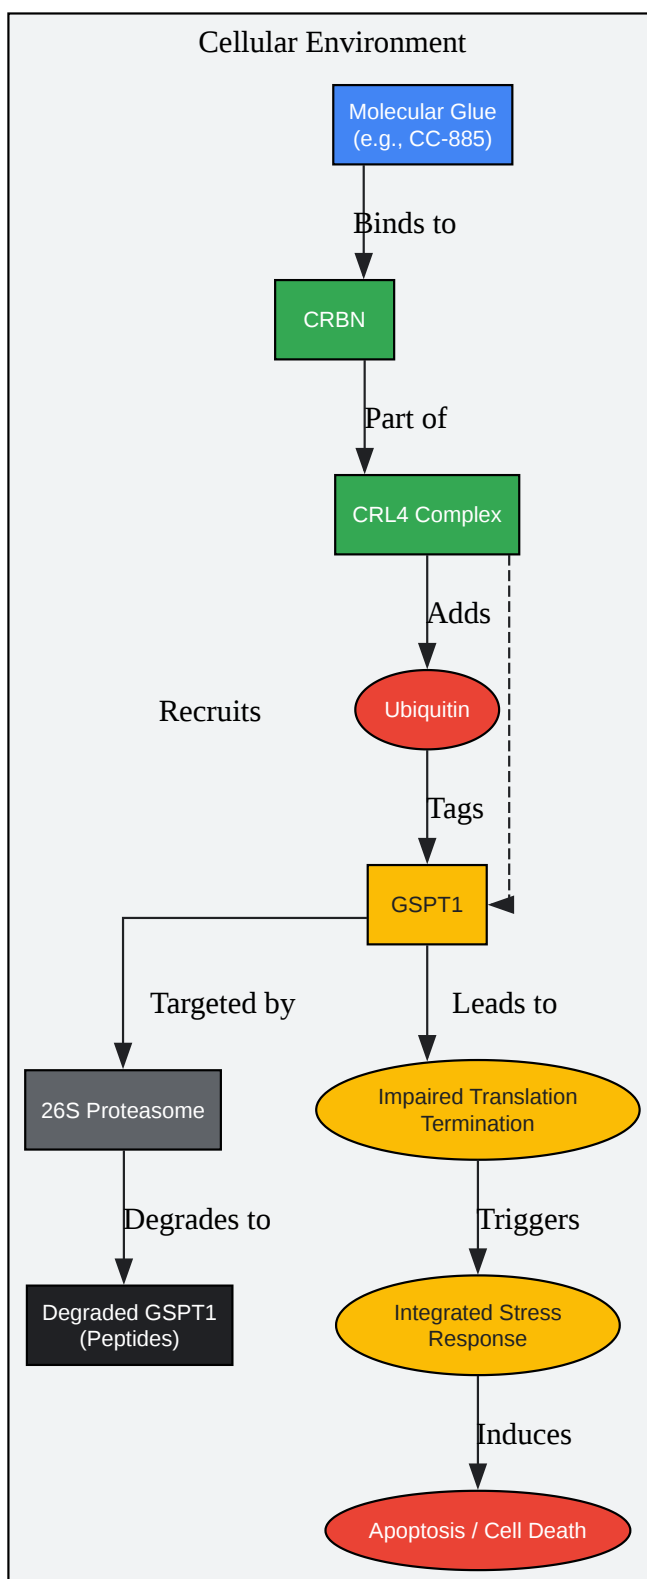 Cellular Environment
Molecular Glue
(e.g., CC-885)
Binds to
CRBN
Part of
CRL4 Complex
Adds
Recruits
Ubiquitin
Tags
GSPT1
Targeted by
Leads to
26S Proteasome
Impaired Translation
Termination
Degrades to
Triggers
Degraded GSPT1
(Peptides)
Integrated Stress
Response
Induces
Apoptosis / Cell Death